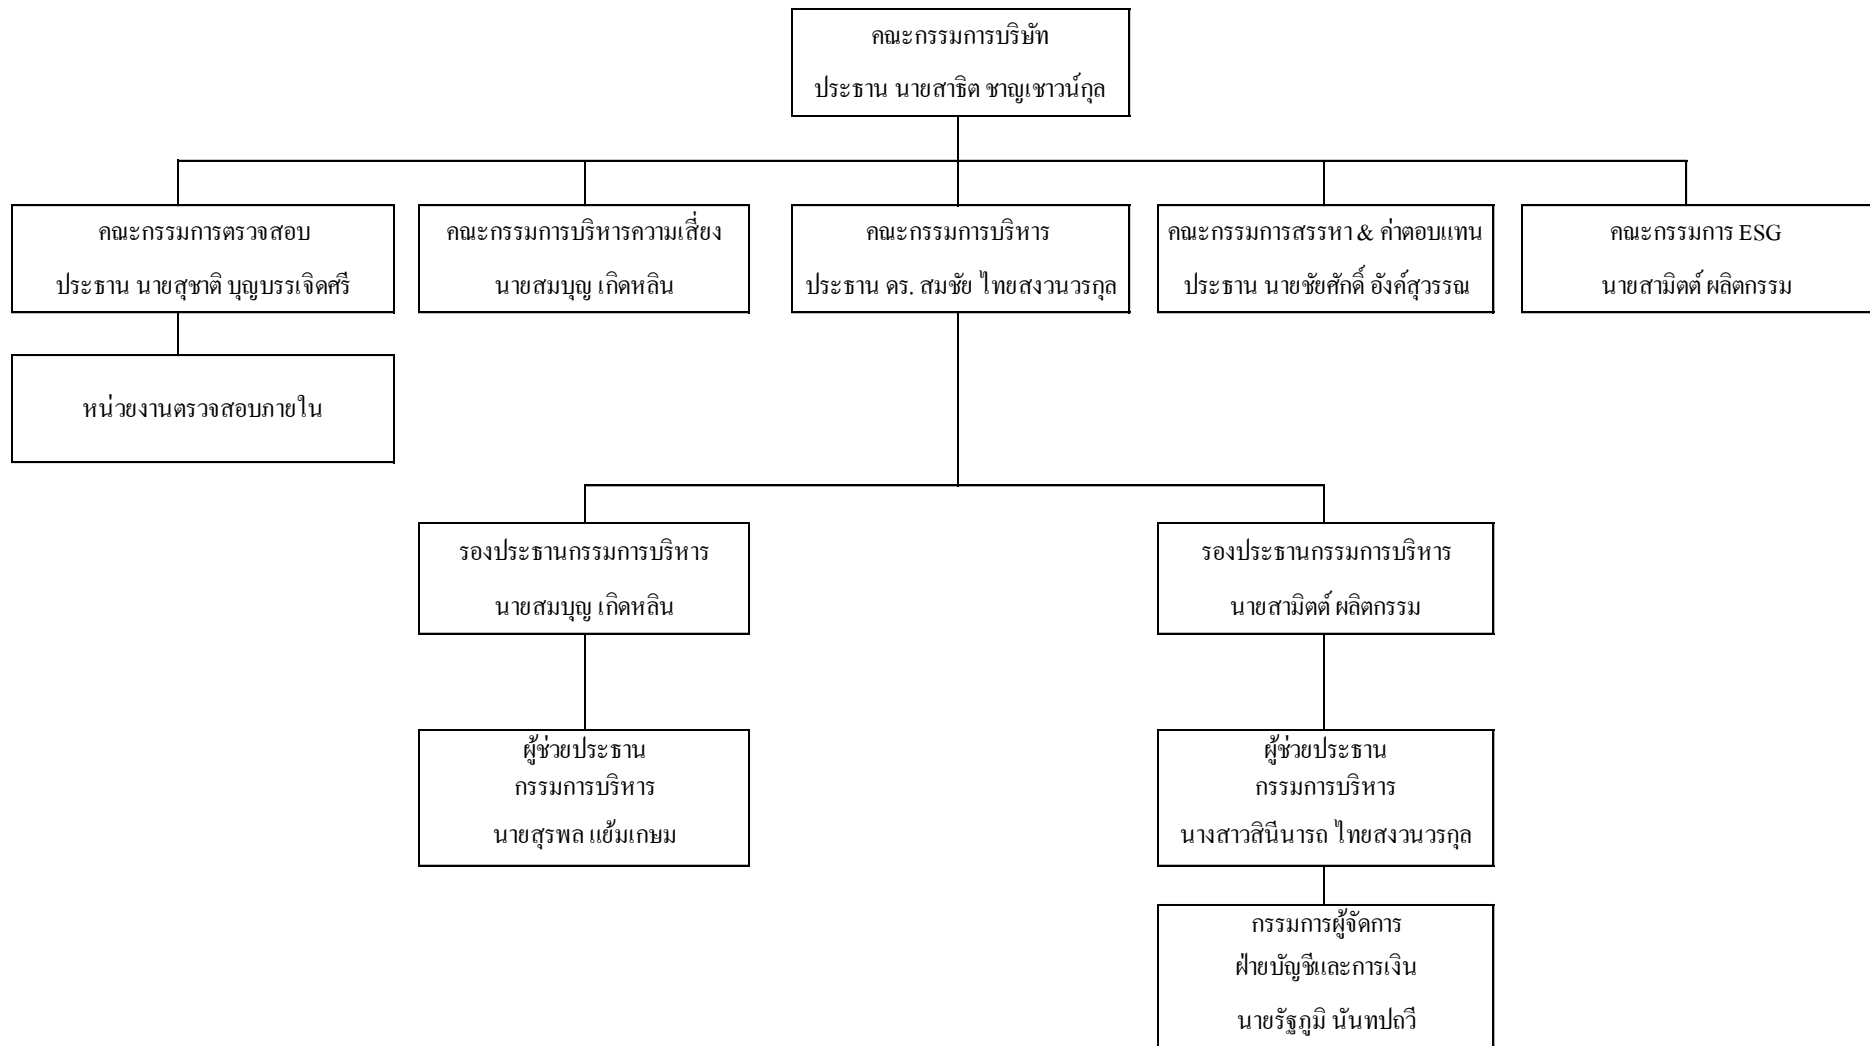 คณะกรรมการบริษัท
ประธาน นายสาธิต ชาญเชาวน์กุล
คณะกรรมการตรวจสอบ
ประธาน นายสุชาติ บุญบรรเจิดศรี
คณะกรรมการบริหารความเสี่ยง
นายสมบุญ เกิดหลิน
คณะกรรมการบริหาร
ประธาน ดร. สมชัย ไทยสงวนวรกุล
คณะกรรมการสรรหา & ค่าตอบแทน
ประธาน นายชัยศักดิ์ อังค์สุวรรณ
คณะกรรมการ ESG
นายสามิตต์ ผลิตกรรม
หน่วยงานตรวจสอบภายใน
รองประธานกรรมการบริหาร
นายสมบุญ เกิดหลิน
รองประธานกรรมการบริหาร
นายสามิตต์ ผลิตกรรม
ผู้ช่วยประธาน
กรรมการบริหาร
นายสุรพล แย้มเกษม
ผู้ช่วยประธาน
กรรมการบริหาร
นางสาวสินีนารถ ไทยสงวนวรกุล
กรรมการผู้จัดการ
ฝ่ายบัญชีและการเงิน
นายรัฐภูมิ นันทปถวี